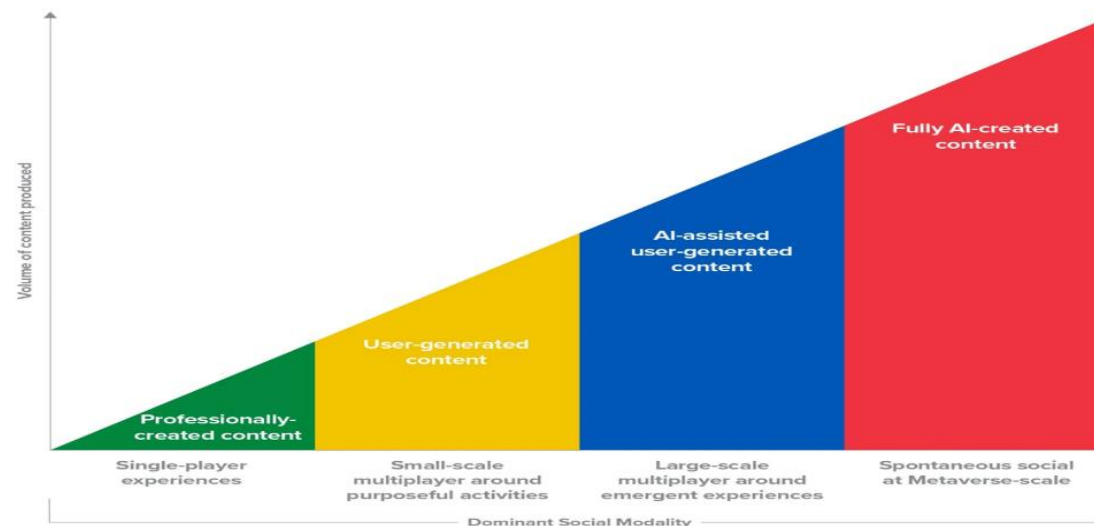 Volume of content produced
Professionally-
created content
User-generated
content
AI-assisted
user-generated
content
Fully AI-created
content
Single-player
experiences
Small-scale
multiplayer around
purposeful activities
Large-scale
multiplayer around
emergent experiences
Spontaneous social
at Metaverse-scale
Dominant Social Modality